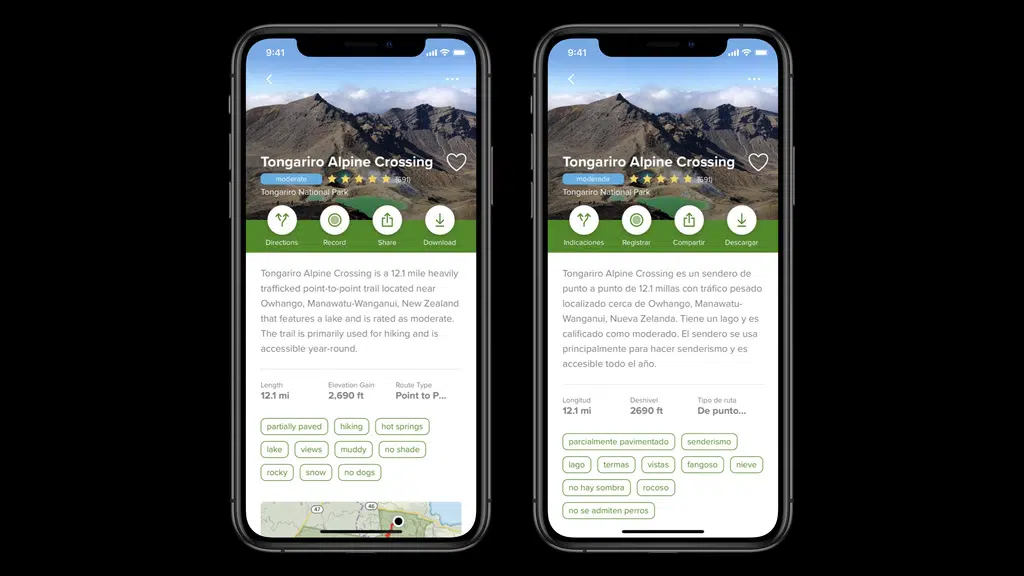 9:41
Tongariro Alpine Crossing
moderate (691)
Tongariro National Park
Directions Record Share Download
Tongariro Alpine Crossing is a 12.1 mile heavily
trafficked point-to-point trail located near
Owhango, Manawatu-Wanganui, New Zealand
that features a lake and is rated as moderate.
The trail is primarily used for hiking and is
accessible year-round.
Length Elevation Gain Route Type
12.1 mi 2,690 ft Point to P...
partially paved hiking hot springs
lake views muddy no shade
rocky snow no dogs
47 46
9:41
Tongariro Alpine Crossing
moderada (691)
Tongariro National Park
Indicaciones Registrar Compartir Descargar
Tongariro Alpine Crossing es un sendero de
punto a punto de 12.1 millas con tráfico pesado
localizado cerca de Owhango, Manawatu-
Wanganui, Nueva Zelanda. Tiene un lago y es
calificado como moderado. El sendero se usa
principalmente para hacer senderismo y es
accesible todo el año.
Longitud Desnivel Tipo de ruta
12.1 mi 2690 ft De punto...
parcialmente pavimentado senderismo
lago termas vistas fangoso nieve
no hay sombra rocoso
no se admiten perros